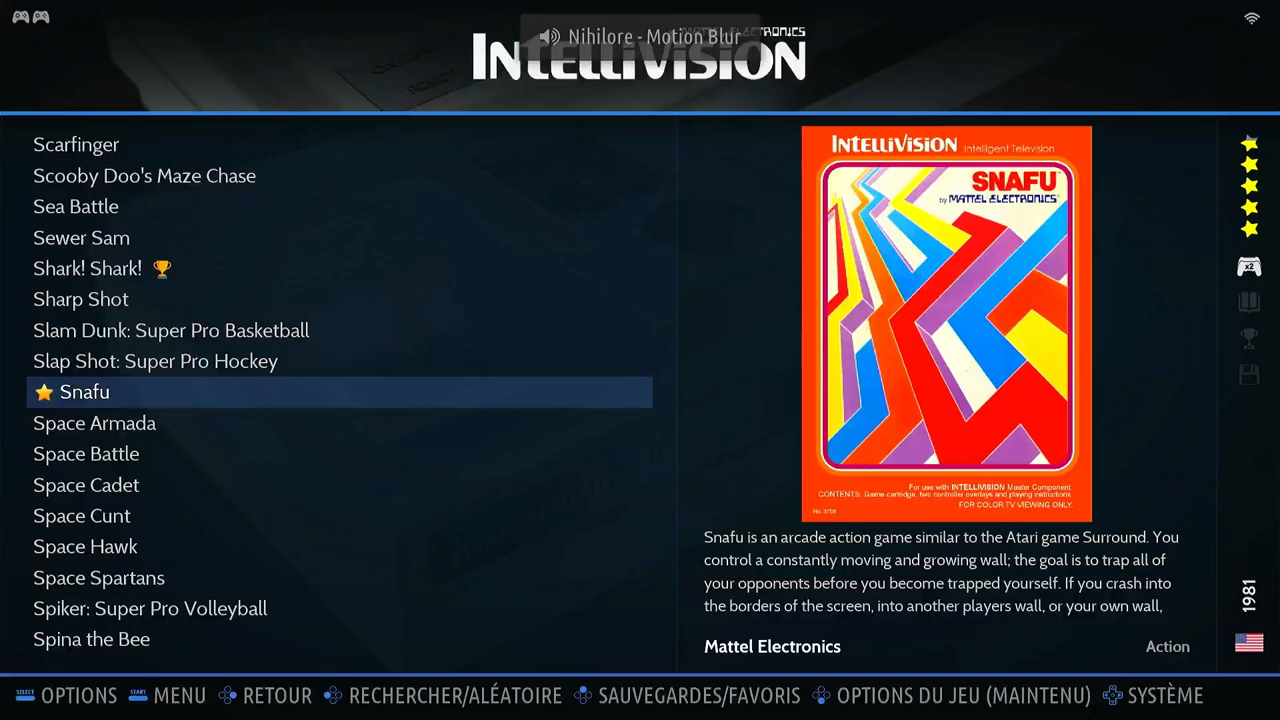 Nihilore - Motion Blur
INTELLIVISION
Scarfinger
Scooby Doo's Maze Chase
Sea Battle
Sewer Sam
Shark! Shark!
Sharp Shot
Slam Dunk: Super Pro Basketball
Slap Shot: Super Pro Hockey
Snafu
Space Armada
Space Battle
Space Cadet
Space Cunt
Space Hawk
Space Spartans
Spiker: Super Pro Volleyball
Spina the Bee
INTELLIVISION Intelligent Television
SNAFU
by MATTEL ELECTRONICS®
For use with INTELLIVISION Master Component.
CONTENTS: Game cartridge, two controller overlays and playing instructions.
FOR COLOR TV VIEWING ONLY.
No. 3758
x2
Snafu is an arcade action game similar to the Atari game Surround. You
control a constantly moving and growing wall; the goal is to trap all of
your opponents before you become trapped yourself. If you crash into
the borders of the screen, into another players wall, or your own wall,
Mattel Electronics
Action
1981
SELECT OPTIONS START MENU RETOUR RECHERCHER/ALÉATOIRE SAUVEGARDES/FAVORIS OPTIONS DU JEU (MAINTENU) SYSTÈME